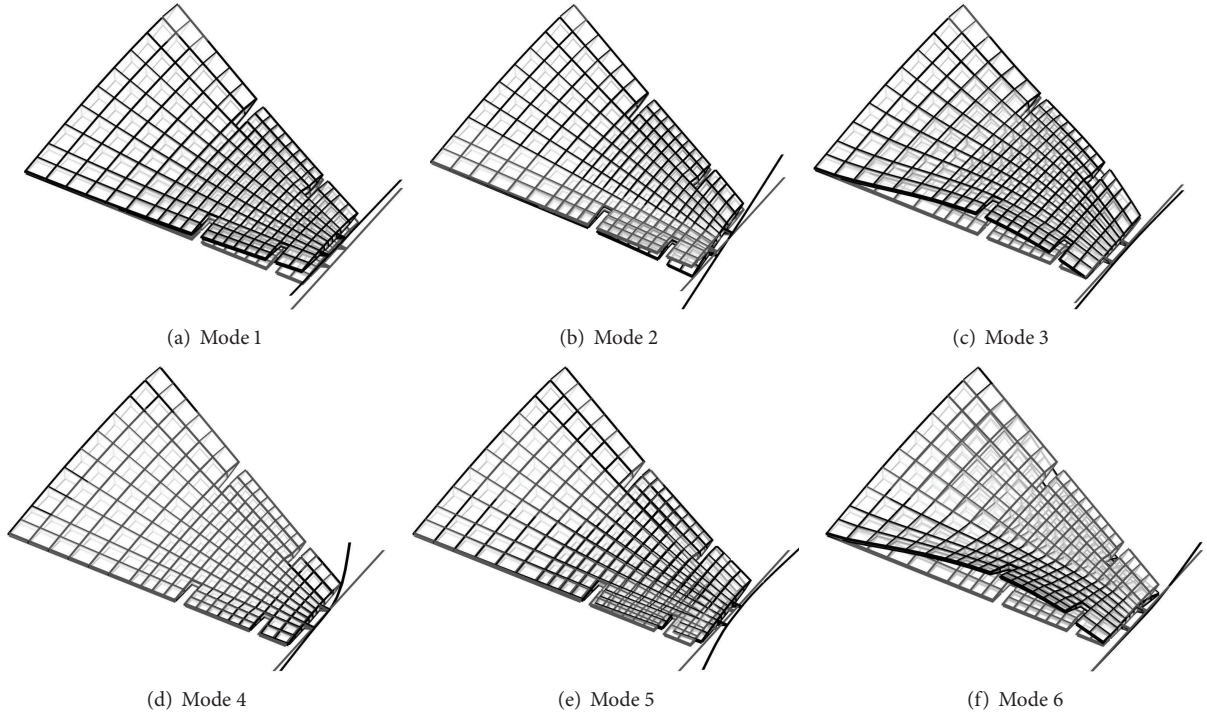 (a) Mode 1
(b) Mode 2
(c) Mode 3
(d) Mode 4
(e) Mode 5
(f) Mode 6